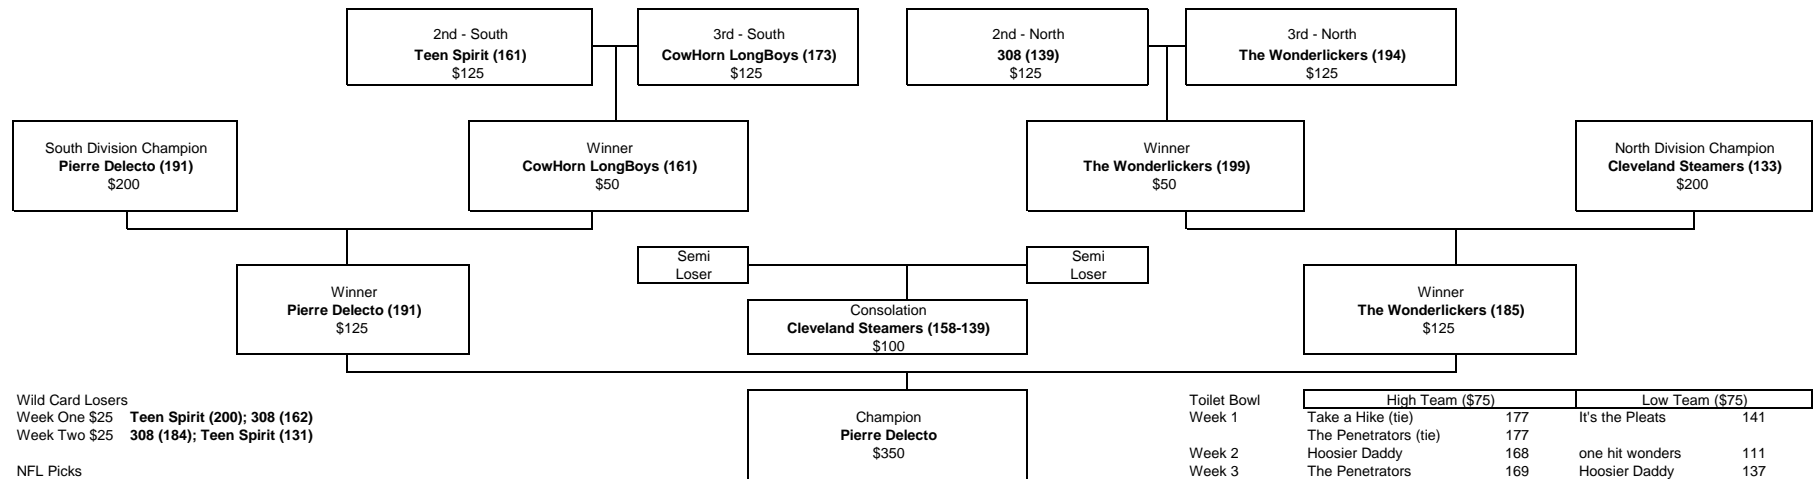 2nd - South
Teen Spirit (161)
$125
3rd - South
CowHorn LongBoys (173)
$125
2nd - North
308 (139)
$125
3rd - North
The Wonderlickers (194)
$125
South Division Champion
Pierre Delecto (191)
$200
Winner
CowHorn LongBoys (161)
$50
Winner
The Wonderlickers (199)
$50
North Division Champion
Cleveland Steamers (133)
$200
Semi
Loser
Semi
Loser
Winner
Pierre Delecto (191)
$125
Consolation
Cleveland Steamers (158-139)
$100
Winner
The Wonderlickers (185)
$125
Wild Card Losers
Week One $25 Teen Spirit (200); 308 (162)
Week Two $25 308 (184); Teen Spirit (131)
NFL Picks
Champion
Pierre Delecto
$350
Toilet Bowl High Team ($75) Low Team ($75)
Week 1 Take a Hike (tie) 177 It's the Pleats 141
The Penetrators (tie) 177
Week 2 Hoosier Daddy 168 one hit wonders 111
Week 3 The Penetrators 169 Hoosier Daddy 137